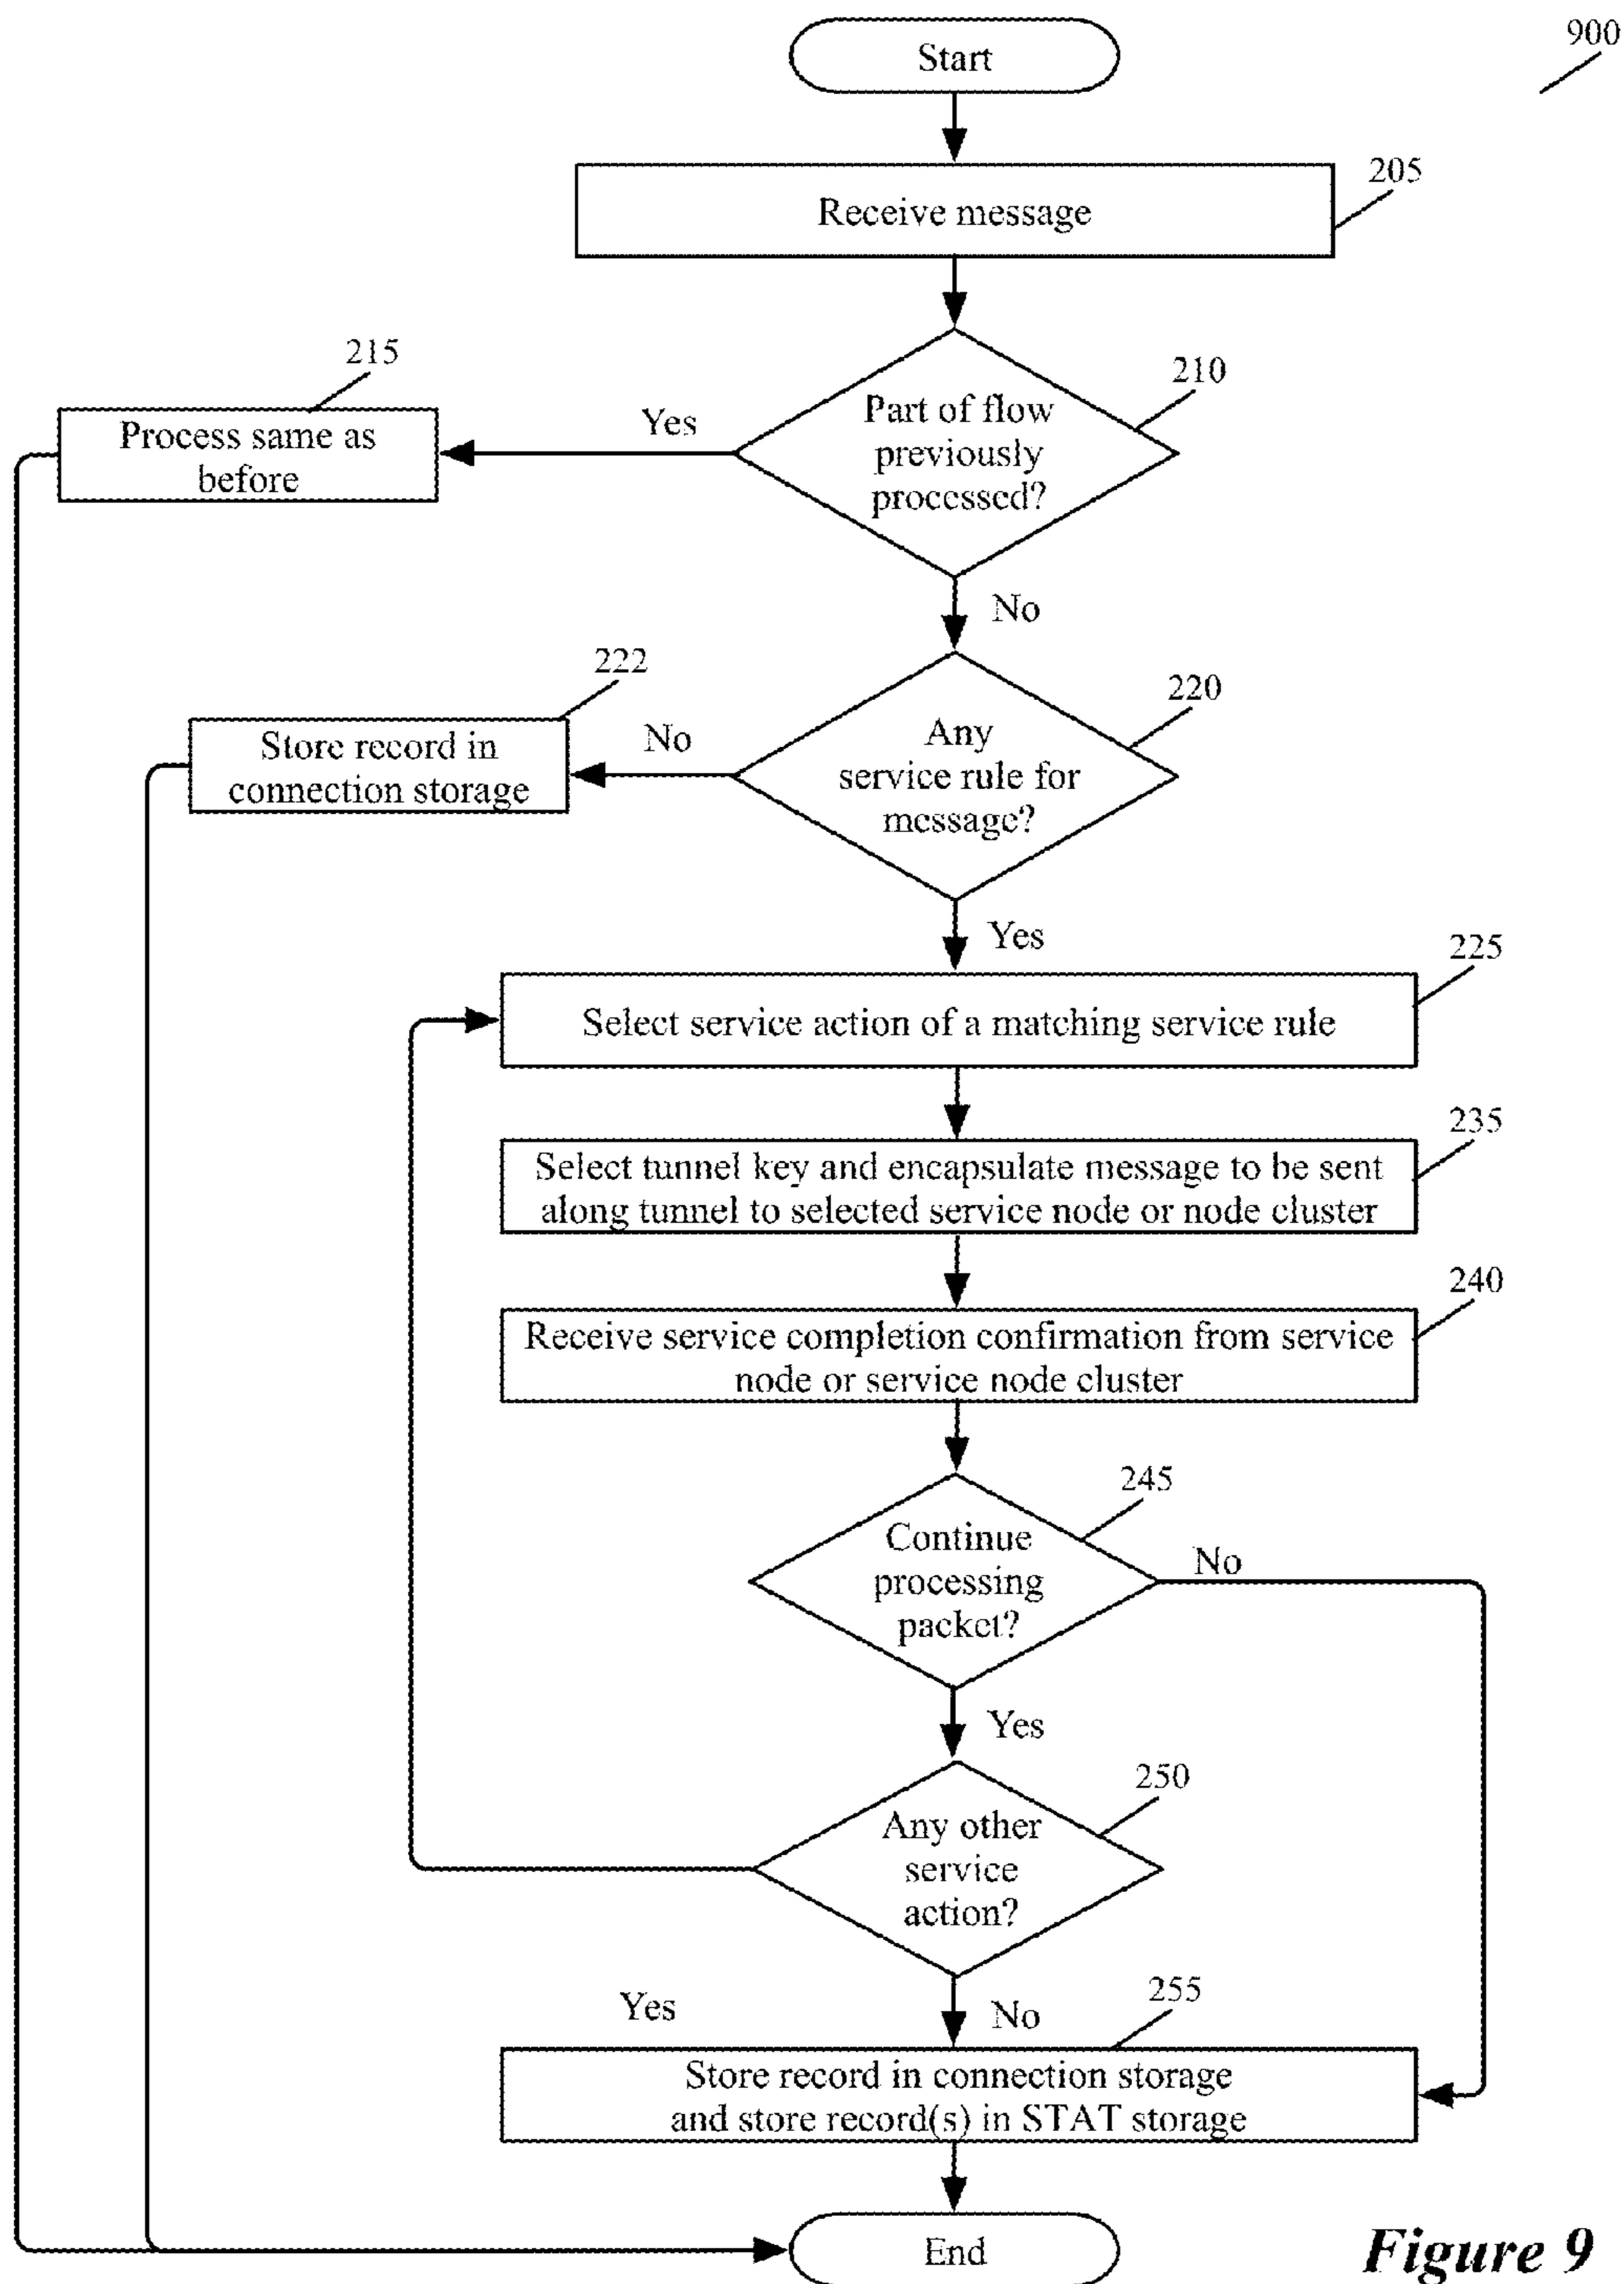 900
Start
205
Receive message
210
Part of flow
previously
processed?
215
Yes
Process same as
before
No
220
Any
service rule for
message?
222
No
Store record in
connection storage
Yes
225
Select service action of a matching service rule
235
Select tunnel key and encapsulate message to be sent
along tunnel to selected service node or node cluster
240
Receive service completion confirmation from service
node or service node cluster
245
Continue
processing
packet?
No
Yes
250
Any other
service
action?
Yes
No
255
Store record in connection storage
and store record(s) in STAT storage
End
Figure 9